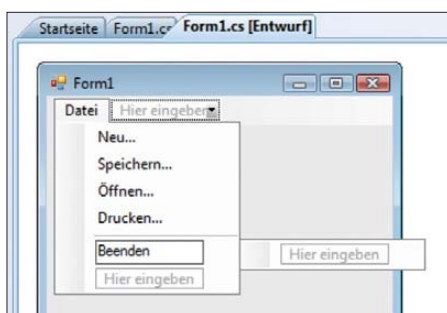 Startseite Form1.cs Form1.cs [Entwurf]
Form1
Datei Hier eingeben
Neu...
Speichern...
Öffnen...
Drucken...
Beenden Hier eingeben
Hier eingeben